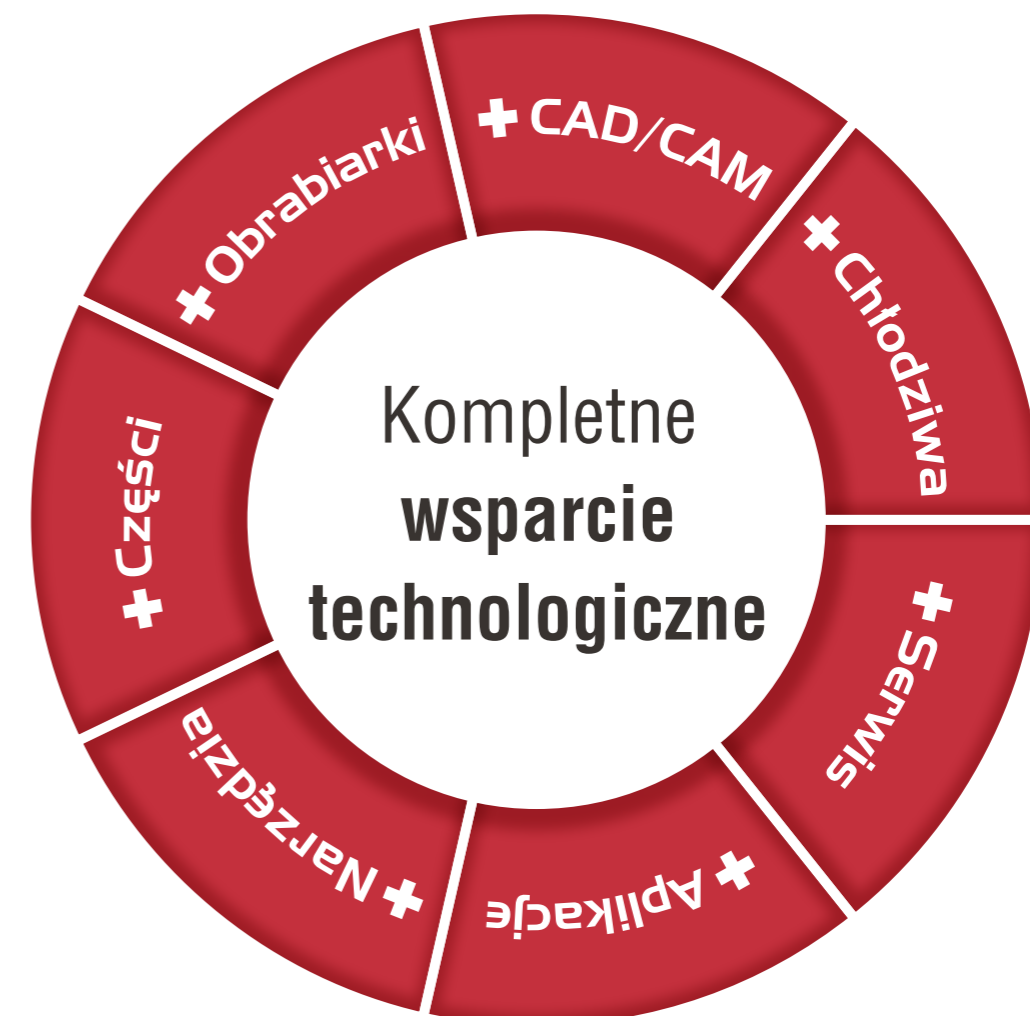 + CAD/CAM
+ Chłodziwa
+ Serwis
+ Aplikacje
+ Narzędzia
+ Części
+ Obrabiarki
Kompletne
wsparcie
technologiczne